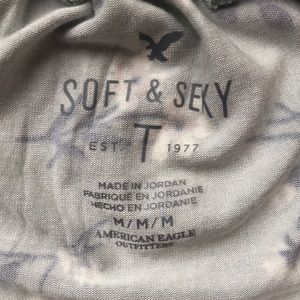 SOFT & SEXY
EST. T 1977
MADE IN JORDAN
FABRIQUÉ EN JORDANIE
HECHO EN JORDANIA
M/M/M
AMERICAN EAGLE
OUTFITTERS